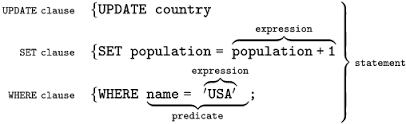 UPDATE clause {UPDATE country
expression
SET clause {SET population = population + 1
expression
statement
WHERE clause {WHERE name = 'USA' ;
predicate